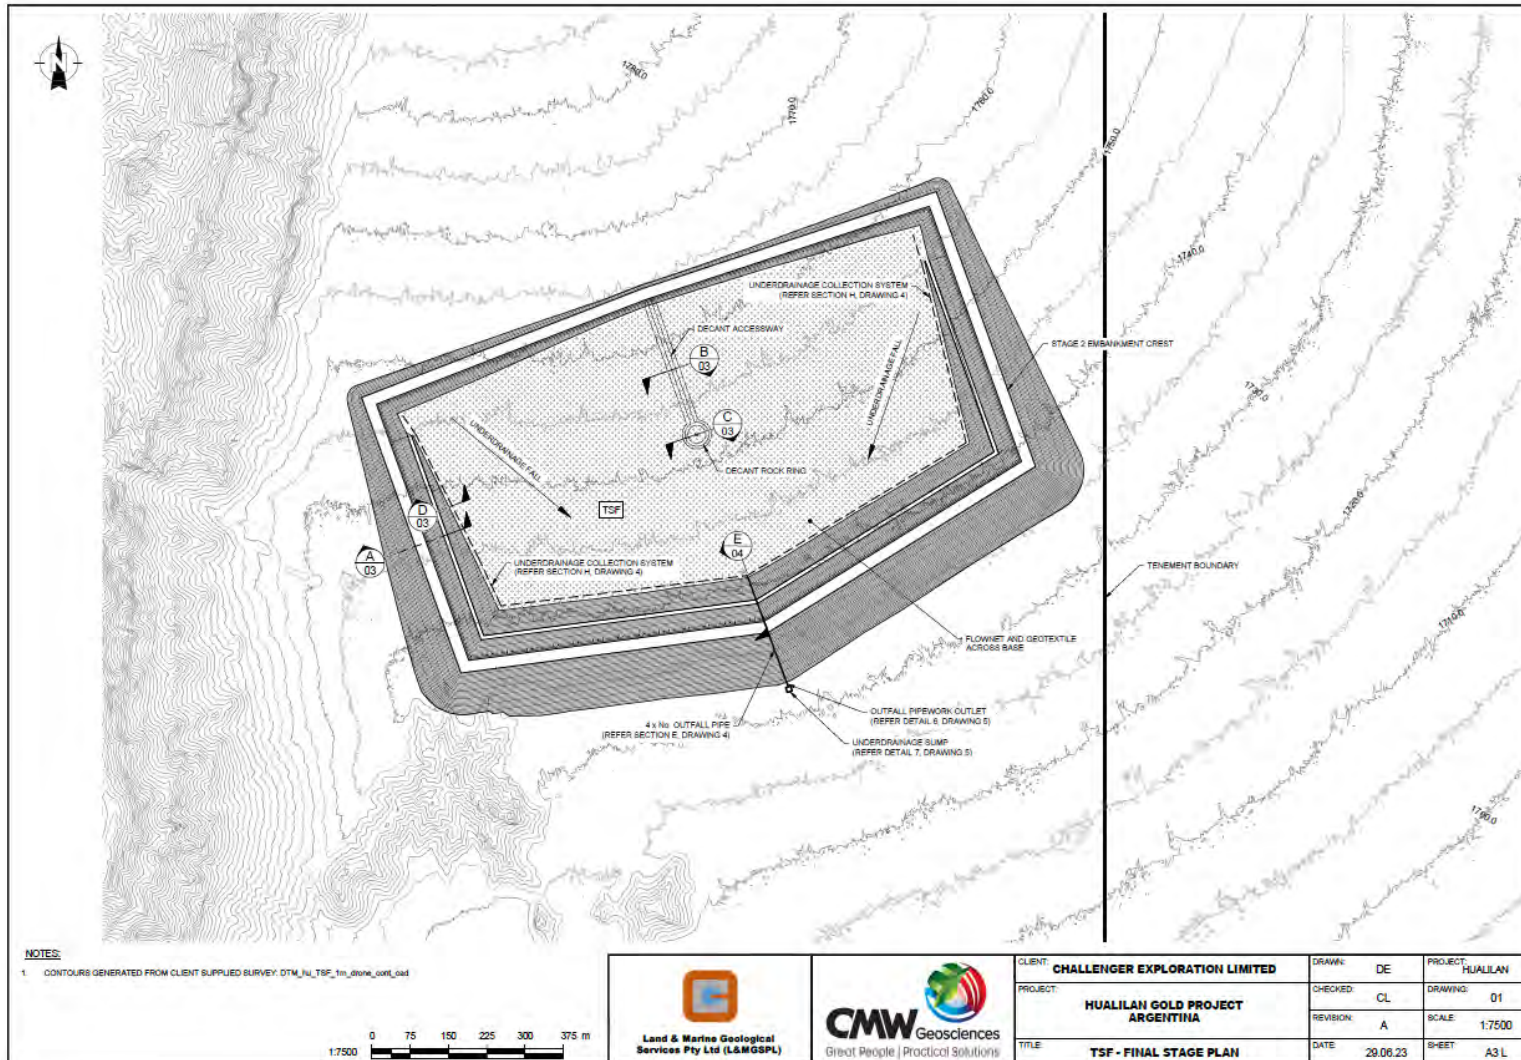 N
1780.0
1770.0
1760.0
1750.0
1740.0
1730.0
1720.0
1710.0
1700.0
UNDERDRAINAGE COLLECTION SYSTEM
(REFER SECTION H, DRAWING 4)
DECANT ACCESSWAY
B
03
STAGE 2 EMBANKMENT CREST
UNDERDRAINAGE FALL
C
03
UNDERDRAINAGE FALL
DECANT ROCK RING
TSF
D
03
E
04
A
03
UNDERDRAINAGE COLLECTION SYSTEM
(REFER SECTION H, DRAWING 4)
TENEMENT BOUNDARY
FLOWNET AND GEOTEXTILE
ACROSS BASE
4 x No. OUTFALL PIPE
(REFER SECTION E, DRAWING 4)
OUTFALL PIPEWORK OUTLET
(REFER DETAIL 6, DRAWING 5)
UNDERDRAINAGE SUMP
(REFER DETAIL 7, DRAWING 5)
NOTES:
1. CONTOURS GENERATED FROM CLIENT SUPPLIED SURVEY: DTM_hu_TSF_1m_drone_cont_cad
0 75 150 225 300 375 m
1:7500
Land & Marine Geological
Services Pty Ltd (L&MGSPL)
CMW Geosciences
Great People | Practical Solutions
CLIENT: CHALLENGER EXPLORATION LIMITED
PROJECT: HUALILAN GOLD PROJECT
ARGENTINA
TITLE: TSF - FINAL STAGE PLAN
DRAWN: DE
CHECKED: CL
REVISION: A
DATE: 29.06.23
PROJECT: HUALILAN
DRAWING: 01
SCALE: 1:7500
SHEET: A3 L